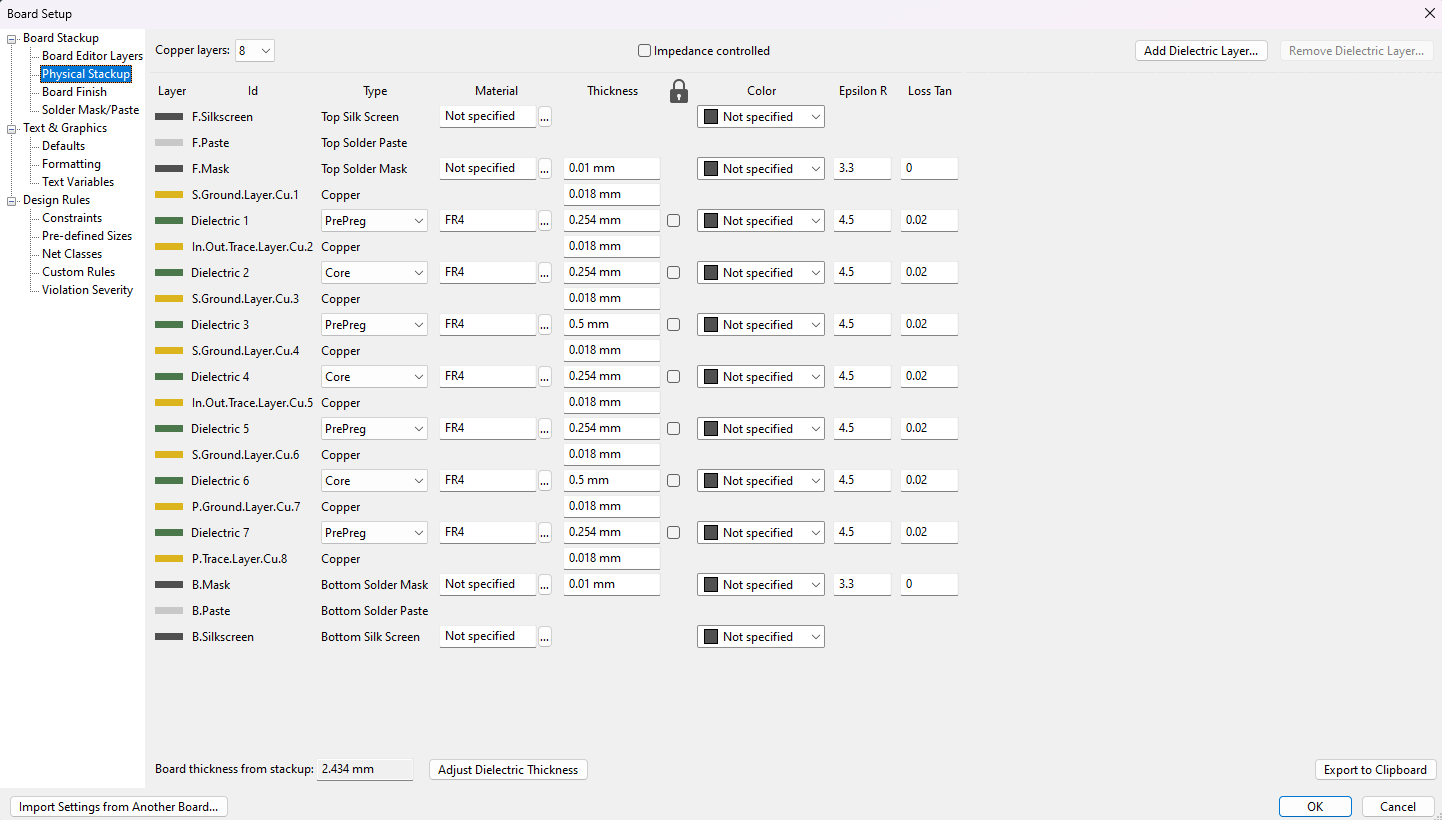 Board Setup
Board Stackup
Board Editor Layers
Physical Stackup
Board Finish
Solder Mask/Paste
Text & Graphics
Defaults
Formatting
Text Variables
Design Rules
Constraints
Pre-defined Sizes
Net Classes
Custom Rules
Violation Severity
Copper layers: 8 Impedance controlled Add Dielectric Layer... Remove Dielectric Layer...
Layer Id Type Material Thickness Color Epsilon R Loss Tan
F.Silkscreen Top Silk Screen Not specified ... Not specified
F.Paste Top Solder Paste
F.Mask Top Solder Mask Not specified ... 0.01 mm Not specified 3.3 0
S.Ground.Layer.Cu.1 Copper 0.018 mm
Dielectric 1 PrePreg FR4 ... 0.254 mm Not specified 4.5 0.02
In.Out.Trace.Layer.Cu.2 Copper 0.018 mm
Dielectric 2 Core FR4 ... 0.254 mm Not specified 4.5 0.02
S.Ground.Layer.Cu.3 Copper 0.018 mm
Dielectric 3 PrePreg FR4 ... 0.5 mm Not specified 4.5 0.02
S.Ground.Layer.Cu.4 Copper 0.018 mm
Dielectric 4 Core FR4 ... 0.254 mm Not specified 4.5 0.02
In.Out.Trace.Layer.Cu.5 Copper 0.018 mm
Dielectric 5 PrePreg FR4 ... 0.254 mm Not specified 4.5 0.02
S.Ground.Layer.Cu.6 Copper 0.018 mm
Dielectric 6 Core FR4 ... 0.5 mm Not specified 4.5 0.02
P.Ground.Layer.Cu.7 Copper 0.018 mm
Dielectric 7 PrePreg FR4 ... 0.254 mm Not specified 4.5 0.02
P.Trace.Layer.Cu.8 Copper 0.018 mm
B.Mask Bottom Solder Mask Not specified ... 0.01 mm Not specified 3.3 0
B.Paste Bottom Solder Paste
B.Silkscreen Bottom Silk Screen Not specified ... Not specified
Board thickness from stackup: 2.434 mm Adjust Dielectric Thickness Export to Clipboard
Import Settings from Another Board... OK Cancel